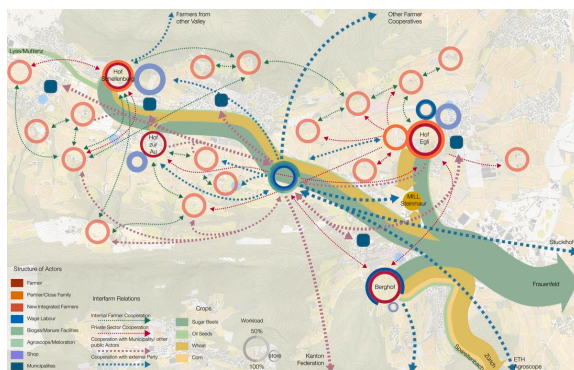 Farmers from
other Valley
Other Farmer
Cooperatives
Lyss/Muttenz
Hof
Schellenberg
Hof
zur
Au
Hof
Egli
MILL
Steinmaur
Berghof
Stuckishof
Frauenfeld
Spreitenbach
Zürich
ETH
Agroscope
Kanton
Federation
Structure of Actors
Farmer
Partner/Close Family
New Integrated Farmers
Wage Labour
Biogas/Manure Facilities
Agroscope/Melioration
Shop
Municipalities
Interfarm Relations
Internal Farmer Cooperation
Private Sector Cooperation
Cooperation with Municipality/ other
public Actors
Cooperation with external Party
Crops
Sugar Beets
Oil Seeds
Wheat
Corn
Workload
50%
100%